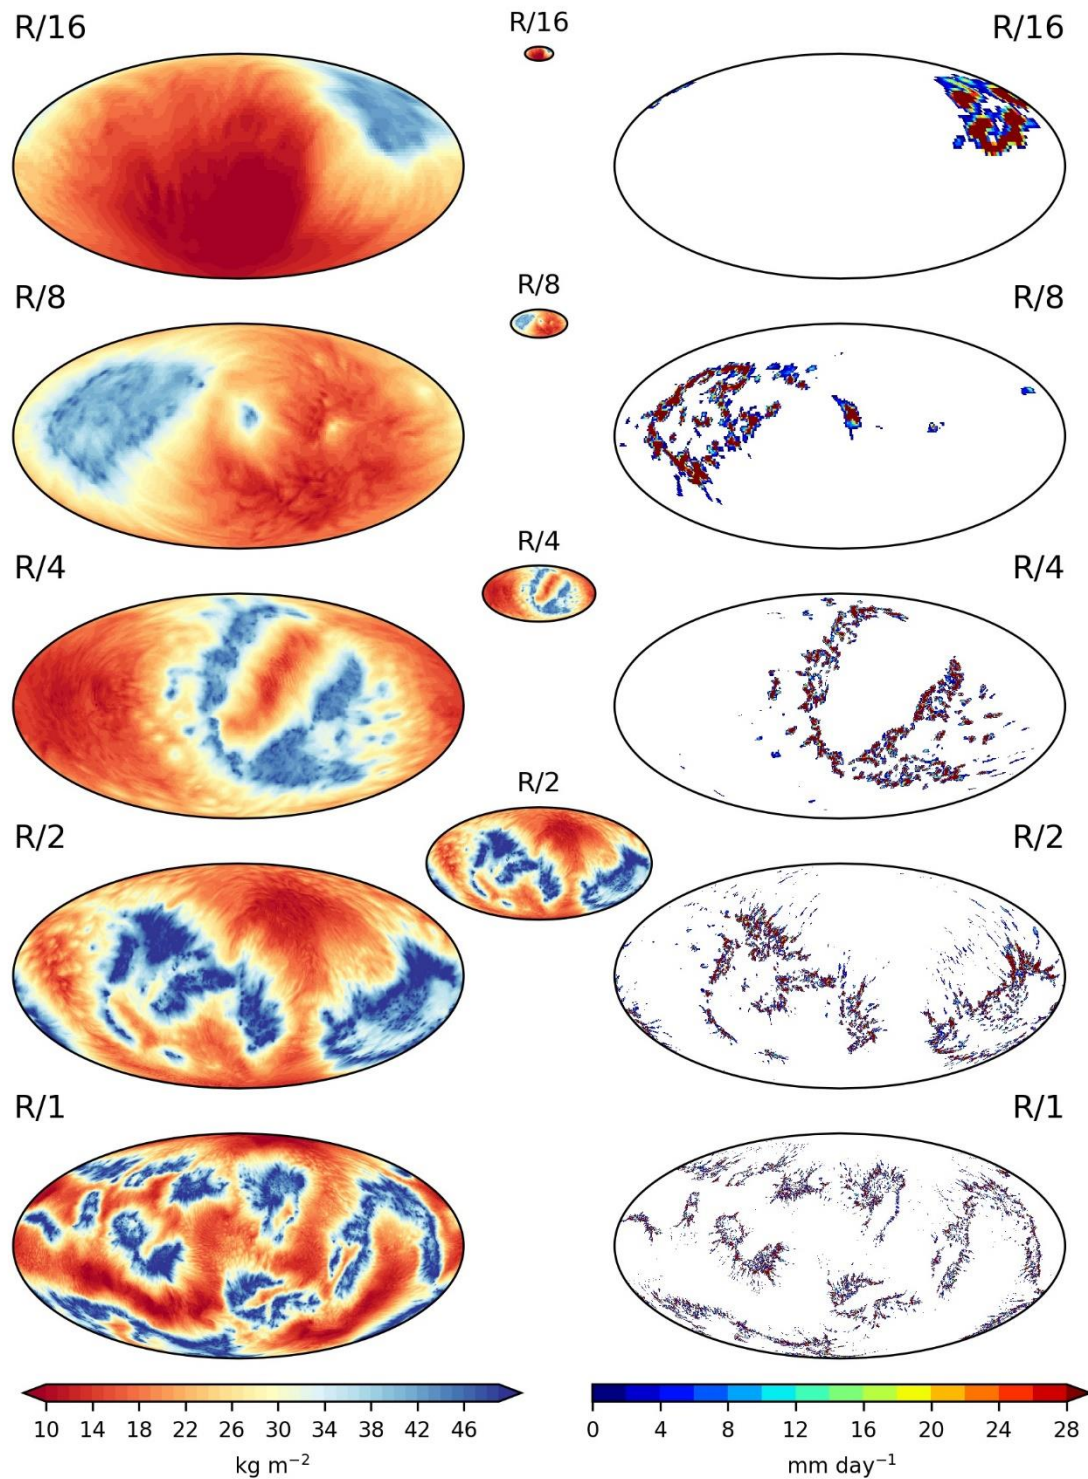 R/16 R/16 R/16
R/8 R/8 R/8
R/4 R/4 R/4
R/2
R/2 R/2
R/1 R/1
10 14 18 22 26 30 34 38 42 46
0 4 8 12 16 20 24 28
kg m⁻²
mm day⁻¹